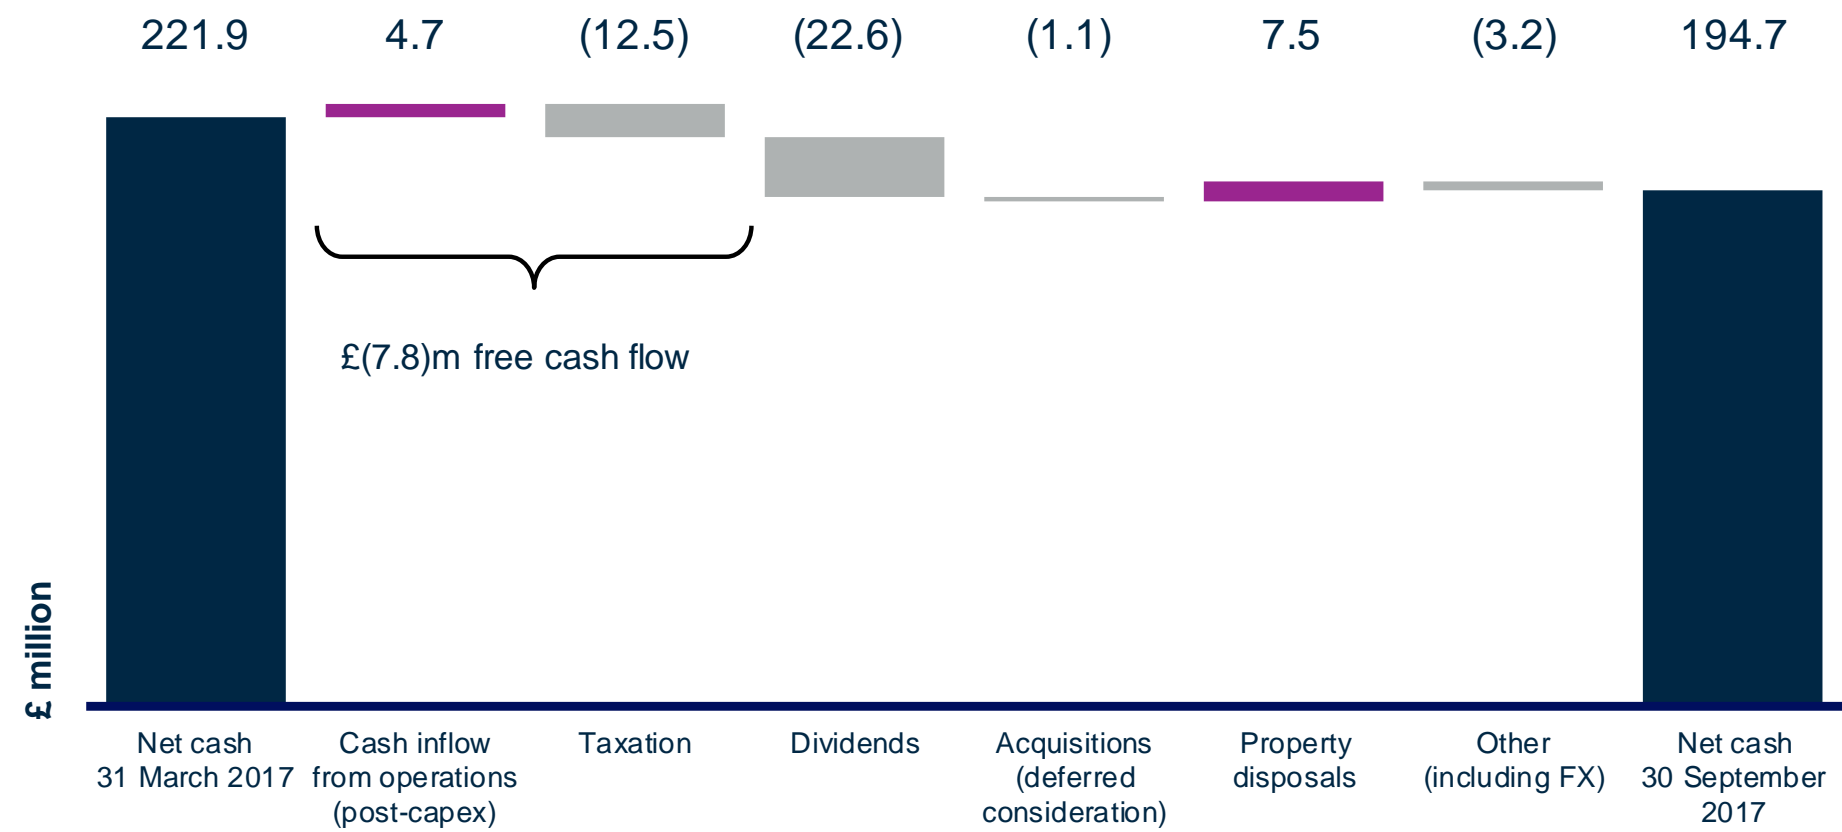 221.9 4.7 (12.5) (22.6) (1.1) 7.5 (3.2) 194.7
£(7.8)m free cash flow
£ million
Net cash
31 March 2017
Cash inflow
from operations
(post-capex)
Taxation
Dividends
Acquisitions
(deferred
consideration)
Property
disposals
Other
(including FX)
Net cash
30 September
2017